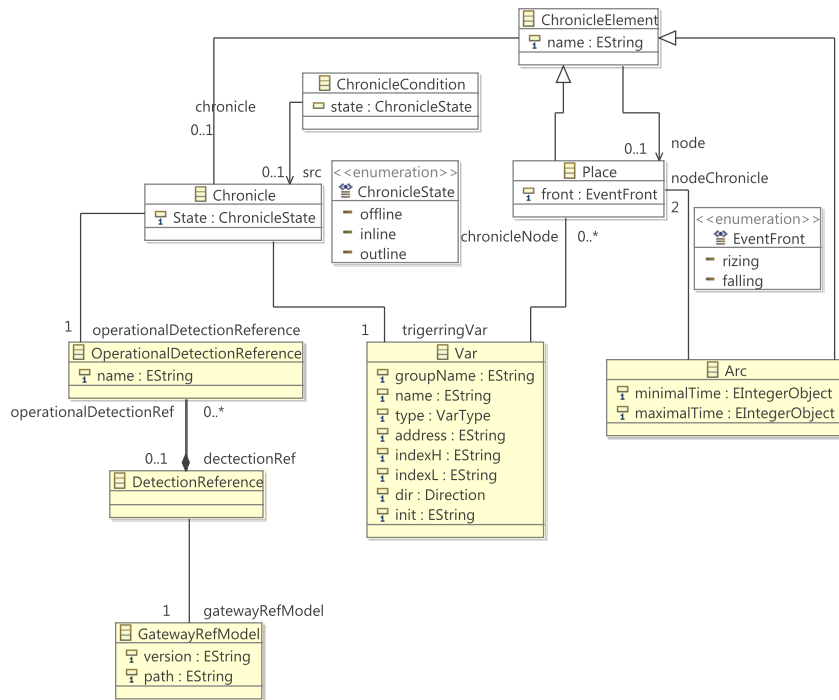 ChronicleElement
name : EString
ChronicleCondition
state : ChronicleState
chronicle
0..1
0..1 src
node
0..1
<<enumeration>>
ChronicleState
offline
inline
outline
Chronicle
State : ChronicleState
Place
front : EventFront
nodeChronicle
2
<<enumeration>>
EventFront
rizing
falling
chronicleNode 0..*
1 operationalDetectionReference
1 trigerringVar
OperationalDetectionReference
name : EString
Var
groupName : EString
name : EString
type : VarType
address : EString
indexH : EString
indexL : EString
dir : Direction
init : EString
Arc
minimalTime : EIntegerObject
maximalTime : EIntegerObject
operationalDetectionRef 0..*
0..1 dectectionRef
DetectionReference
1 gatewayRefModel
GatewayRefModel
version : EString
path : EString